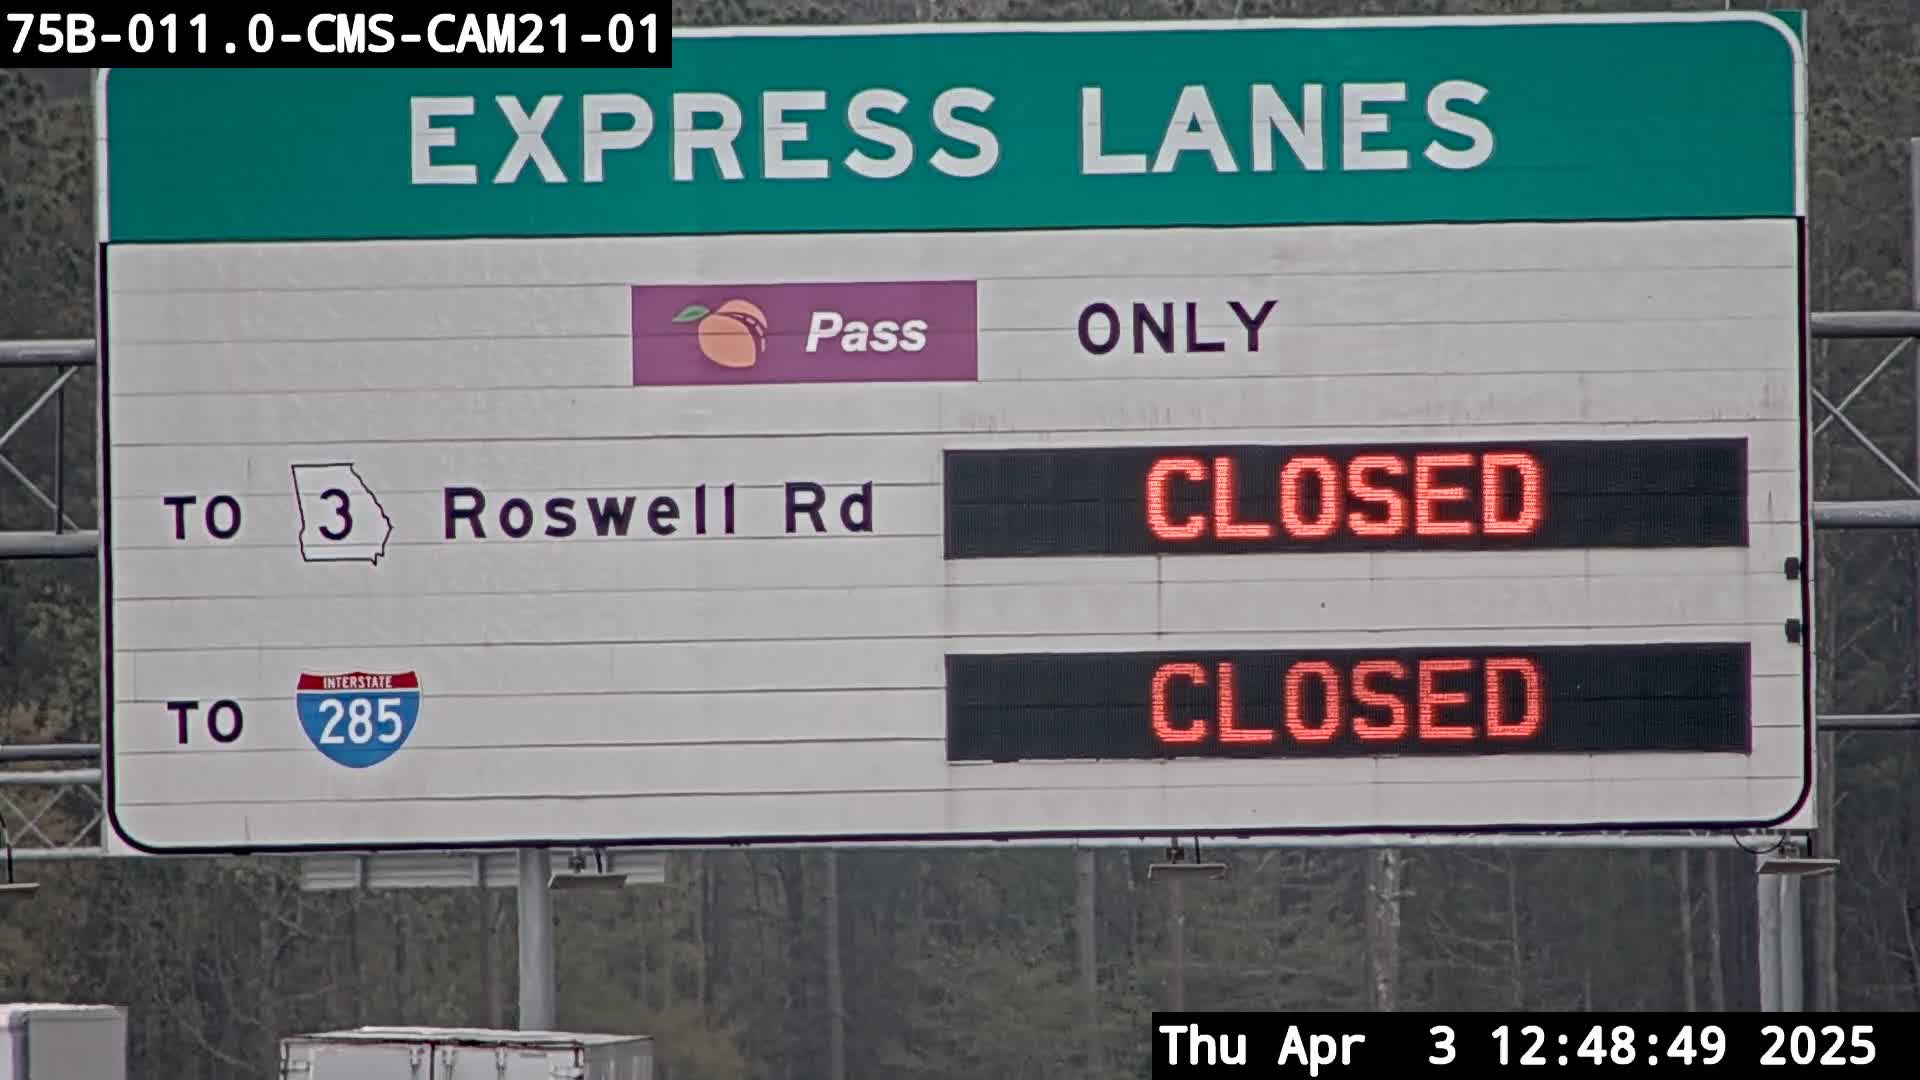 75B-011.0-CMS-CAM21-01
EXPRESS LANES
Pass ONLY
TO 3 Roswell Rd CLOSED
TO INTERSTATE 285 CLOSED
Thu Apr 3 12:48:49 2025